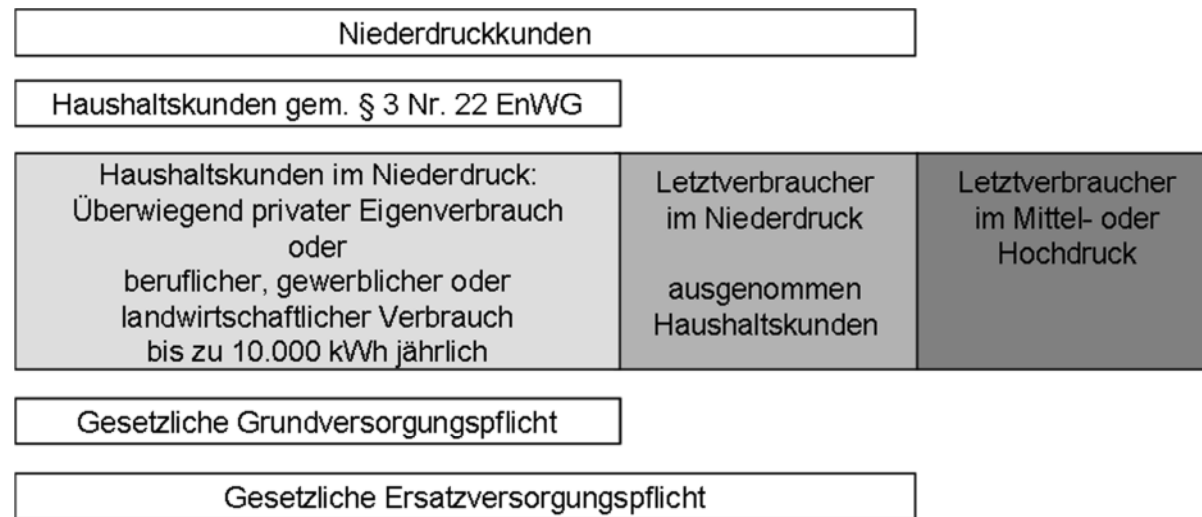 Niederdruckkunden
Haushaltskunden gem. § 3 Nr. 22 EnWG
Haushaltskunden im Niederdruck:
Überwiegend privater Eigenverbrauch
oder
beruflicher, gewerblicher oder
landwirtschaftlicher Verbrauch
bis zu 10.000 kWh jährlich
Letztverbraucher
im Niederdruck
ausgenommen
Haushaltskunden
Letztverbraucher
im Mittel- oder
Hochdruck
Gesetzliche Grundversorgungspflicht
Gesetzliche Ersatzversorgungspflicht